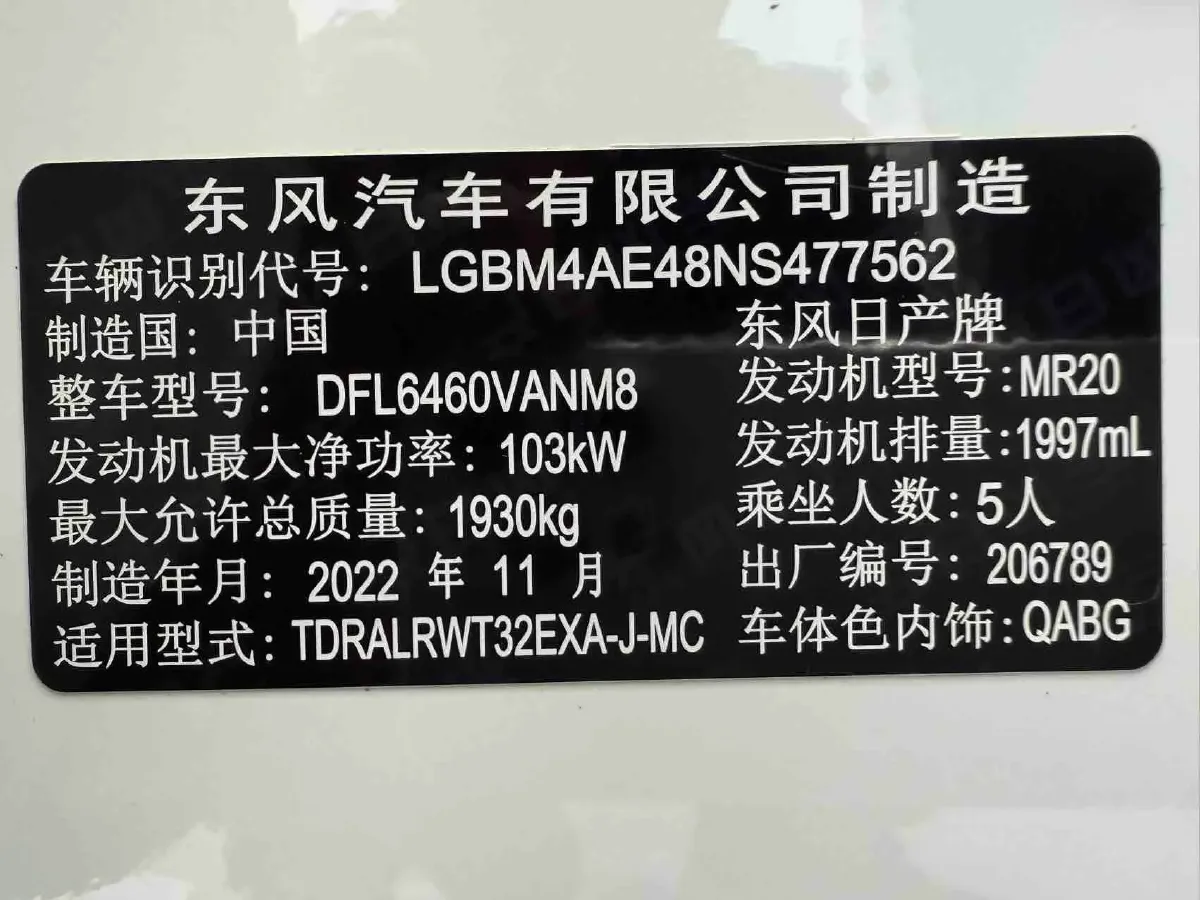 东风汽车有限公司制造
车辆识别代号： LGBM4AE48NS477562
制造国： 中国 东风日产牌
整车型号： DFL6460VANM8 发动机型号:MR20
发动机最大净功率：103kW 发动机排量:1997mL
最大允许总质量：1930kg 乘坐人数：5人
制造年月： 2022 年 11 月 出厂编号：206789
适用型式：TDRALRWT32EXA-J-MC 车体色内饰:QABG